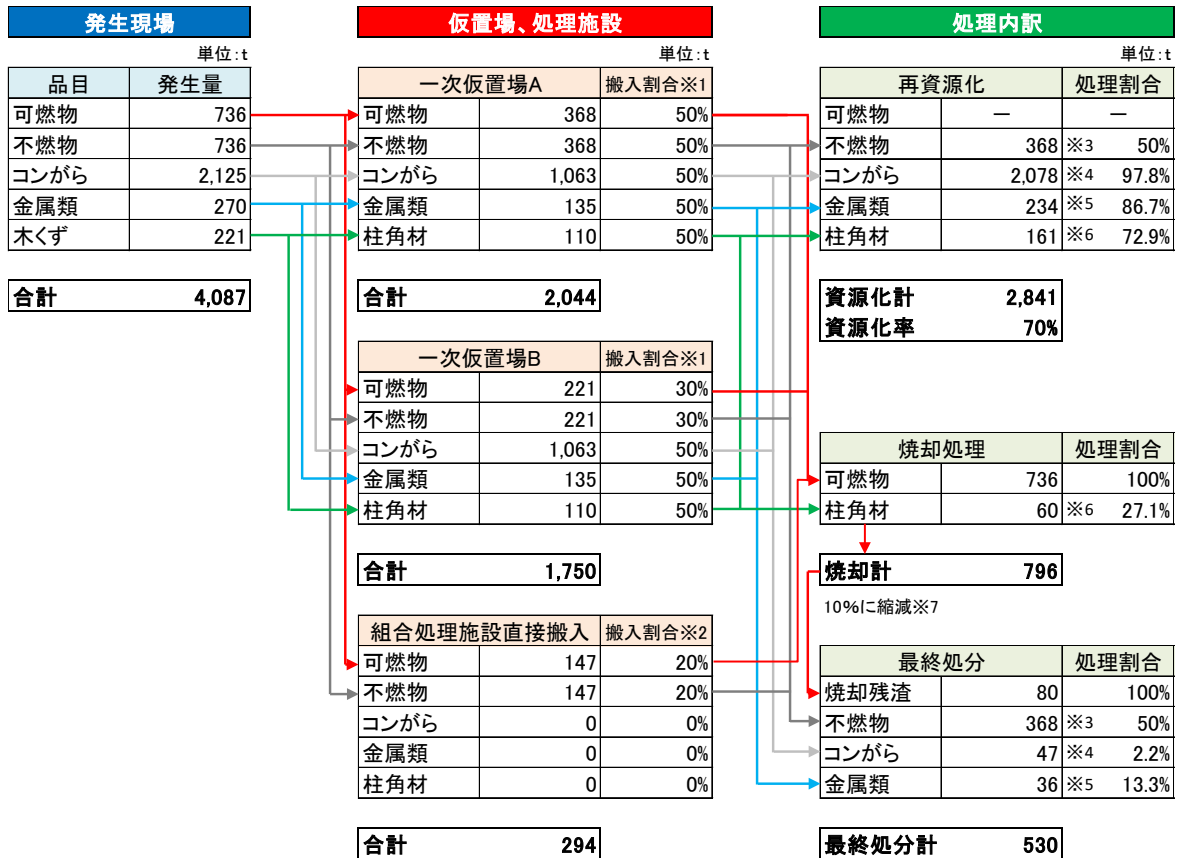 発生現場
単位:t
品目 発生量
可燃物 736
不燃物 736
コンがら 2,125
金属類 270
木くず 221
合計 4,087
仮置場、処理施設
単位:t
一次仮置場A 搬入割合※1
可燃物 368 50%
不燃物 368 50%
コンがら 1,063 50%
金属類 135 50%
柱角材 110 50%
合計 2,044
一次仮置場B 搬入割合※1
可燃物 221 30%
不燃物 221 30%
コンがら 1,063 50%
金属類 135 50%
柱角材 110 50%
合計 1,750
組合処理施設直接搬入 搬入割合※2
可燃物 147 20%
不燃物 147 20%
コンがら 0 0%
金属類 0 0%
柱角材 0 0%
合計 294
処理内訳
単位:t
再資源化 処理割合
可燃物 － －
不燃物 368 ※3 50%
コンがら 2,078 ※4 97.8%
金属類 234 ※5 86.7%
柱角材 161 ※6 72.9%
資源化計 2,841
資源化率 70%
焼却処理 処理割合
可燃物 736 100%
柱角材 60 ※6 27.1%
焼却計 796
10%に縮減※7
最終処分 処理割合
焼却残渣 80 100%
不燃物 368 ※3 50%
コンがら 47 ※4 2.2%
金属類 36 ※5 13.3%
最終処分計 530